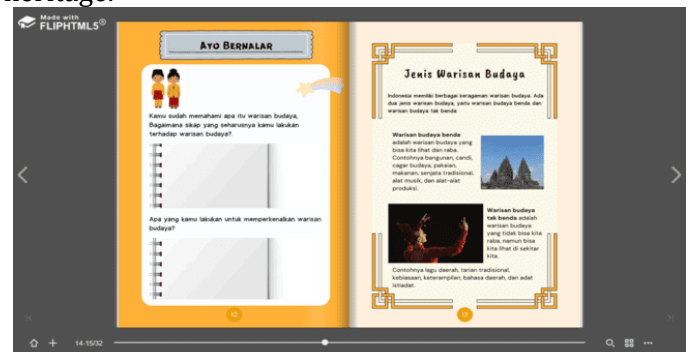 heritage.
Made with
FLIPHTML5®
AYO BERNALAR
Kamu sudah memahami apa itu warisan budaya,
Bagaimana sikap yang seharusnya kamu lakukan
terhadap warisan budaya?
Apa yang kamu lakukan untuk memperkenalkan warisan
budaya?
Jenis Warisan Budaya
Indonesia memiliki berbagai keragaman warisan budaya. Ada
dua jenis warisan budaya, yaitu warisan budaya benda dan
warisan budaya tak benda
Warisan budaya benda
adalah warisan budaya yang
bisa kita lihat dan raba.
Contohnya bangunan, candi,
cagar budaya, pakaian,
makanan, senjata tradisional,
alat musik, dan alat-alat
produksi.
Warisan budaya
tak benda adalah
warisan budaya
yang tidak bisa kita
raba, namun bisa
kita lihat di sekitar
kita.
Contohnya lagu daerah, tarian tradisional,
kebiasaan, keterampilan, bahasa daerah, dan adat
istiadat.
14-15/32